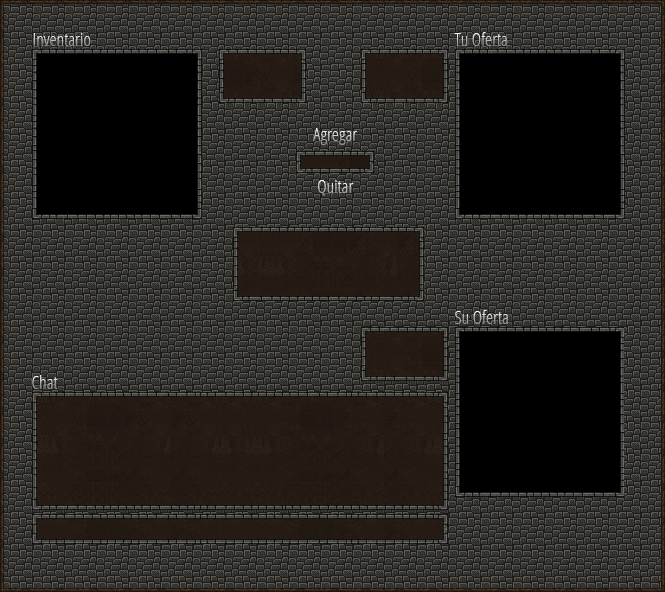 Inventario
Tu Oferta
Agregar
Quitar
Su Oferta
Chat